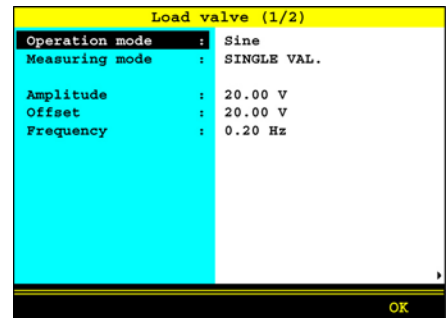 Load valve (1/2)
Operation mode : Sine
Measuring mode : SINGLE VAL.
Amplitude : 20.00 V
Offset : 20.00 V
Frequency : 0.20 Hz
OK